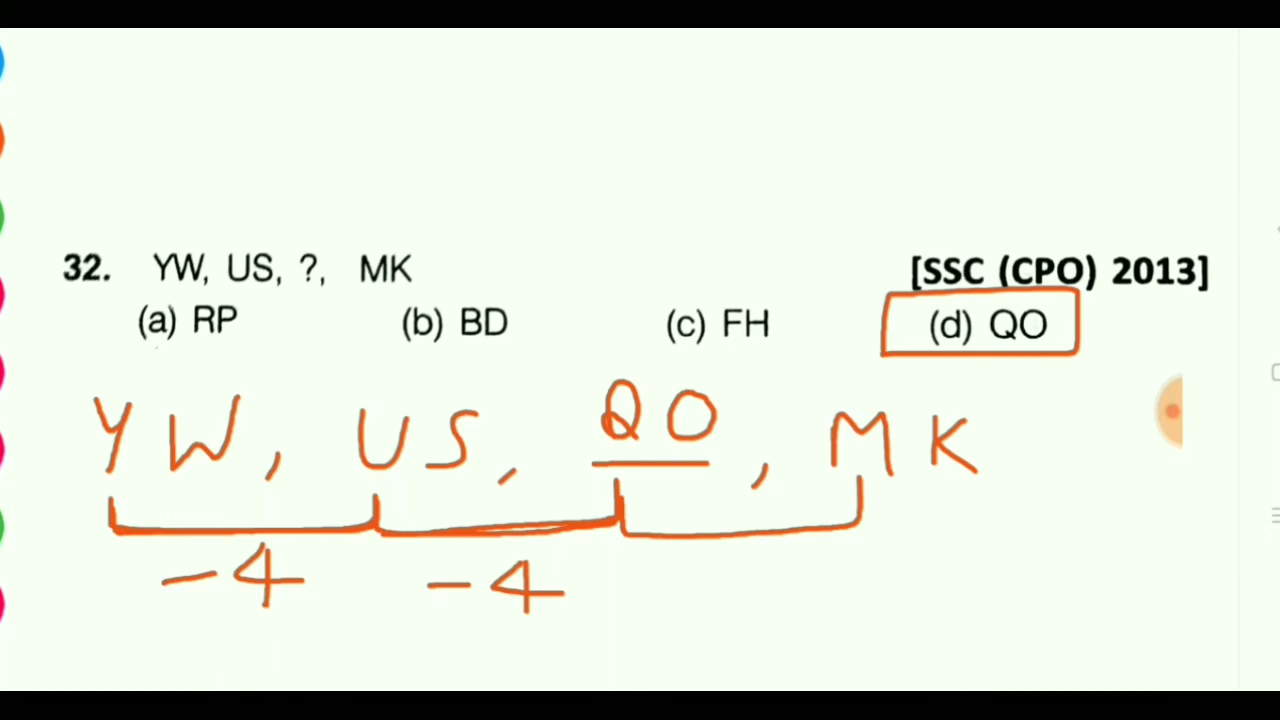 32. YW, US, ?, MK [SSC (CPO) 2013]
(a) RP (b) BD (c) FH (d) QO
YW, US, QO, MK
-4 -4